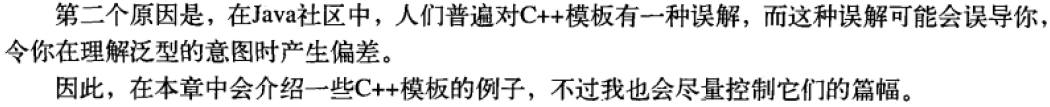 第二个原因是，在Java社区中，人们普遍对C++模板有一种误解，而这种误解可能会误导你，
令你在理解泛型的意图时产生偏差。
因此，在本章中会介绍一些C++模板的例子，不过我也会尽量控制它们的篇幅。